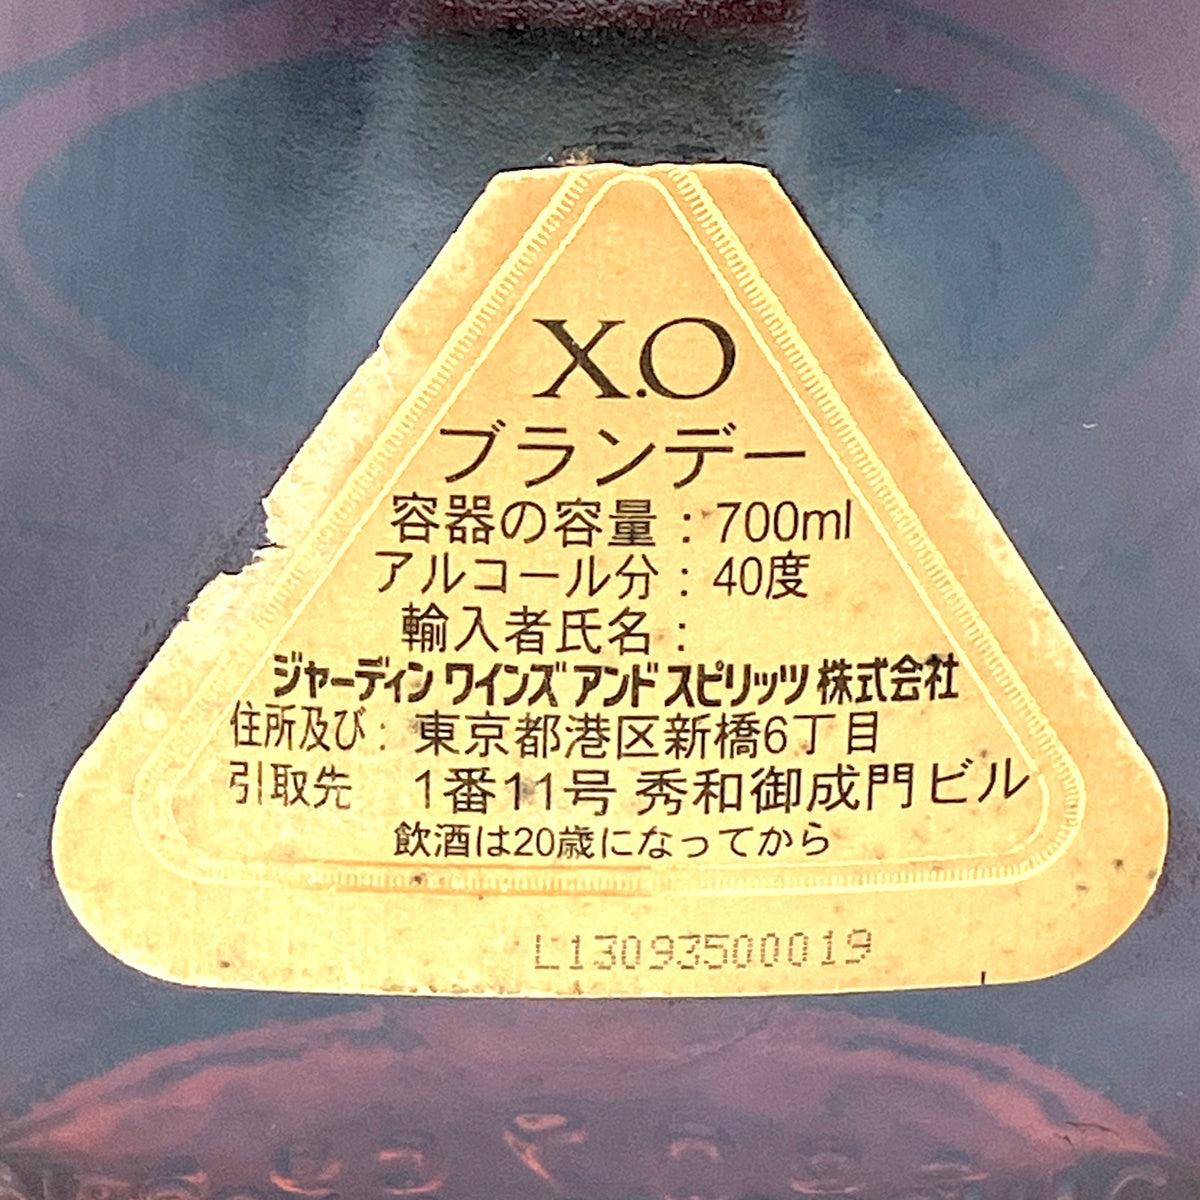 X.O
ブランデー
容器の容量：700ml
アルコール分：40度
輸入者氏名：
ジャーディン ワインズ アンド スピリッツ 株式会社
住所及び：東京都港区新橋6丁目
引取先 1番11号 秀和御成門ビル
飲酒は20歳になってから
L13093500019